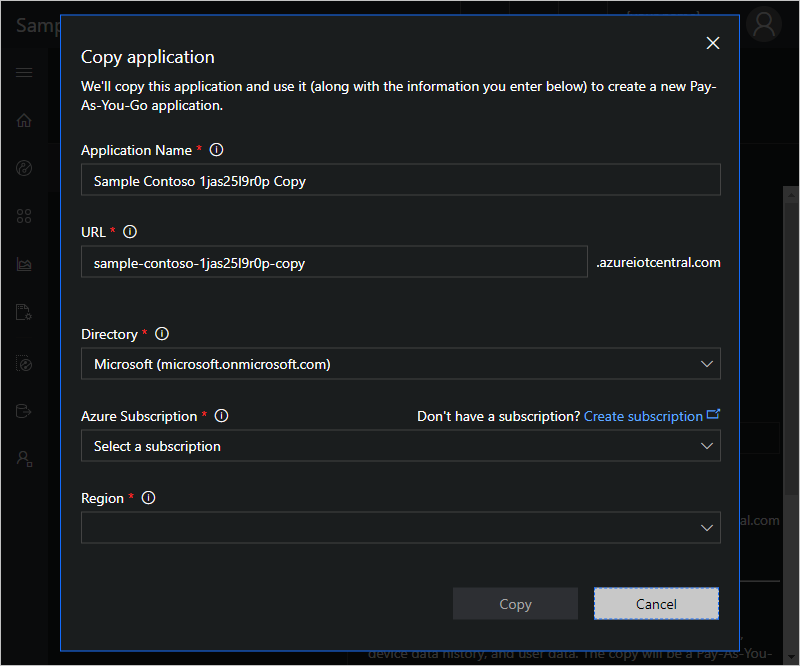 Samp
Copy application
We'll copy this application and use it (along with the information you enter below) to create a new Pay-
As-You-Go application.
Application Name *
Sample Contoso 1jas25l9r0p Copy
URL *
sample-contoso-1jas25l9r0p-copy
.azureiotcentral.com
Directory *
Microsoft (microsoft.onmicrosoft.com)
Azure Subscription *
Don't have a subscription? Create subscription
Select a subscription
Region *
al.com
Copy
Cancel
device data history, and user data. The copy will be a Pay-As-You-